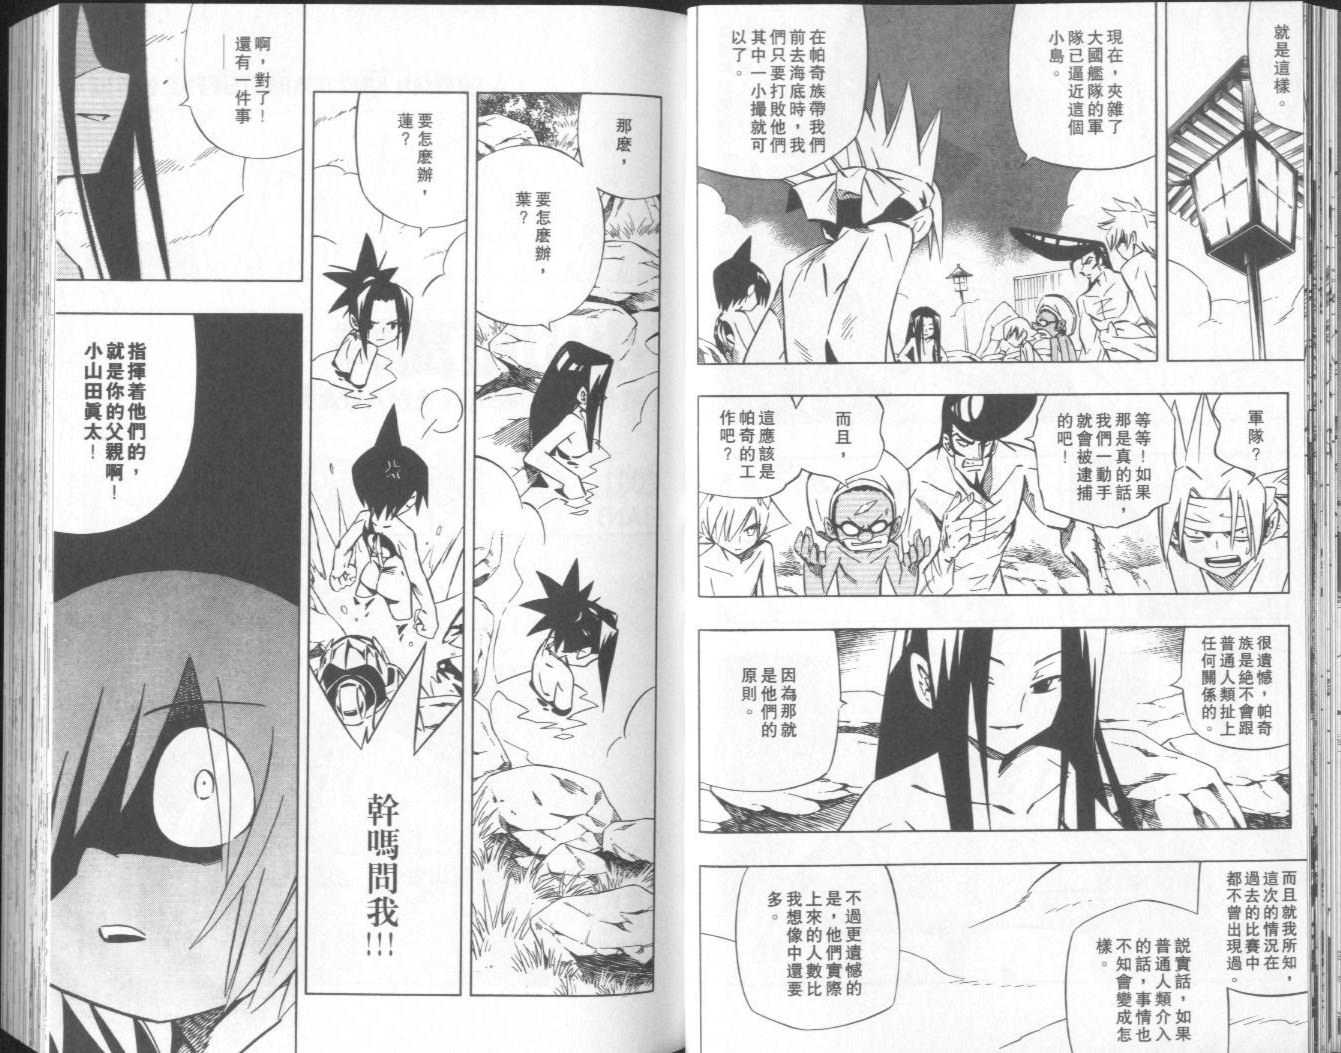 就是這樣。
現在，夾雜了
大國艦隊的軍
隊已逼近這個
小島。
在帕奇族帶我們
前去海底時，我
們只要打敗他們
其中一小撮就可
以了。
軍隊？
等等！如果
那是真的話，
我們一動手
就會被逮捕
的吧！
而且，
這應該是
帕奇的工
作吧？
很遺憾，帕奇
族是絕不會跟
普通人類扯上
任何關係的。
因為那就
是他們的
原則。
而且就我所知，
這次的情況在
過去的比賽中
都不曾出現過。
説實話，如果
普通人類介入
的話，事情也
不知會變成怎
樣。
不過更遺憾的
是，他們實際
上來的人數比
我想像中還要
多。
那麽，
要怎麽辦，
葉？
要怎麽辦，
蓮？
幹嗎問我!!!
啊，對了！
還有一件事
──
指揮着他們的，
就是你的父親啊！
小山田眞太！